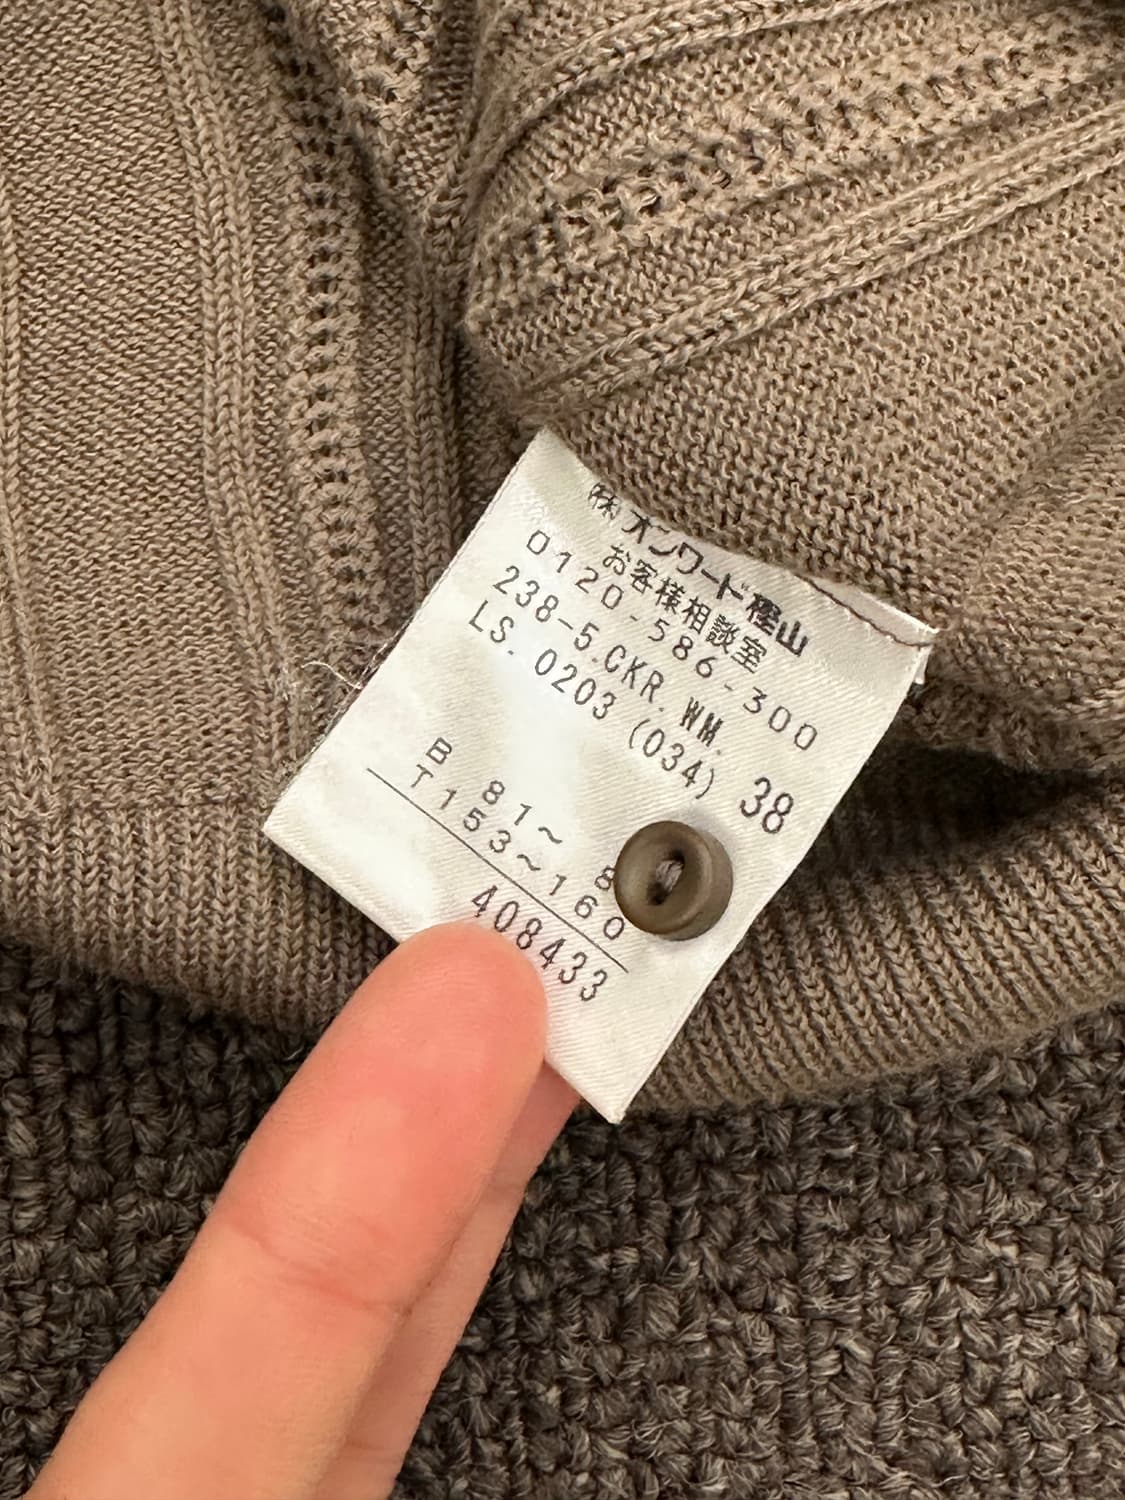 (株)オンワード樫山
お客様相談室
0120-586-300
238-5.CKR.WM.
LS. 0203 (034)
38
B 81~ 8
T153~160
408433